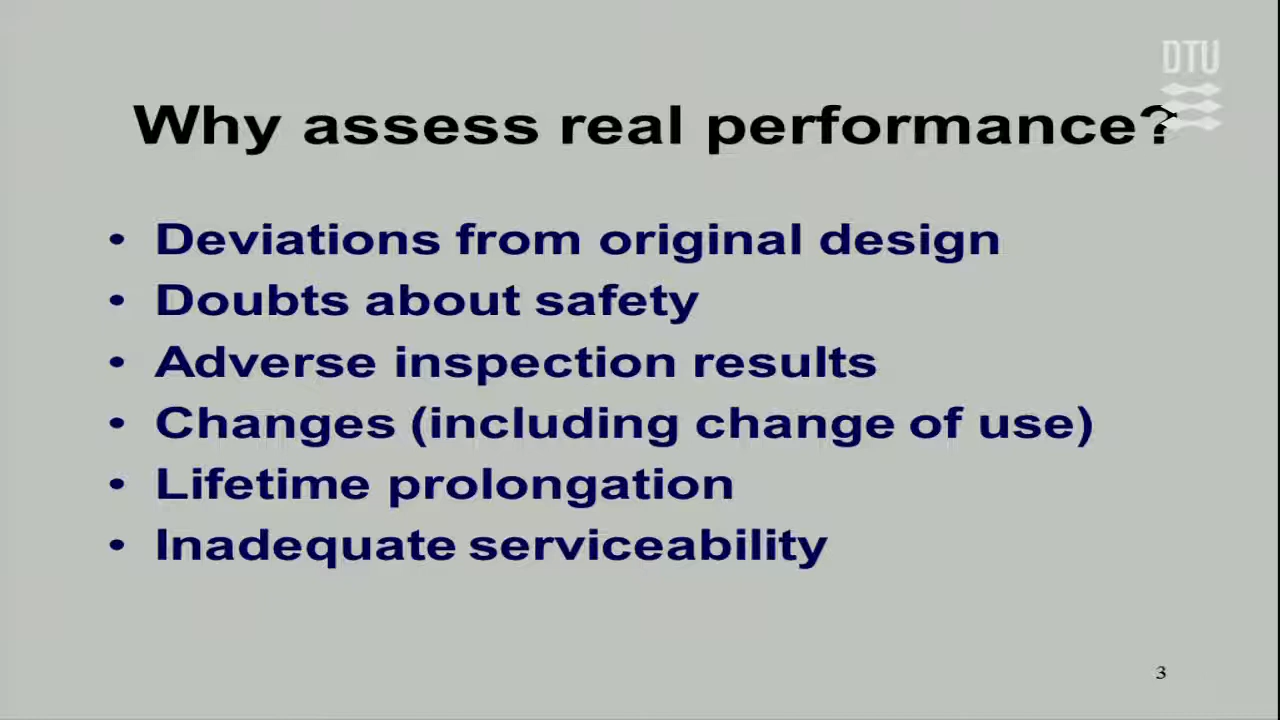 DTU
Why assess real performance?
• Deviations from original design
• Doubts about safety
• Adverse inspection results
• Changes (including change of use)
• Lifetime prolongation
• Inadequate serviceability
3